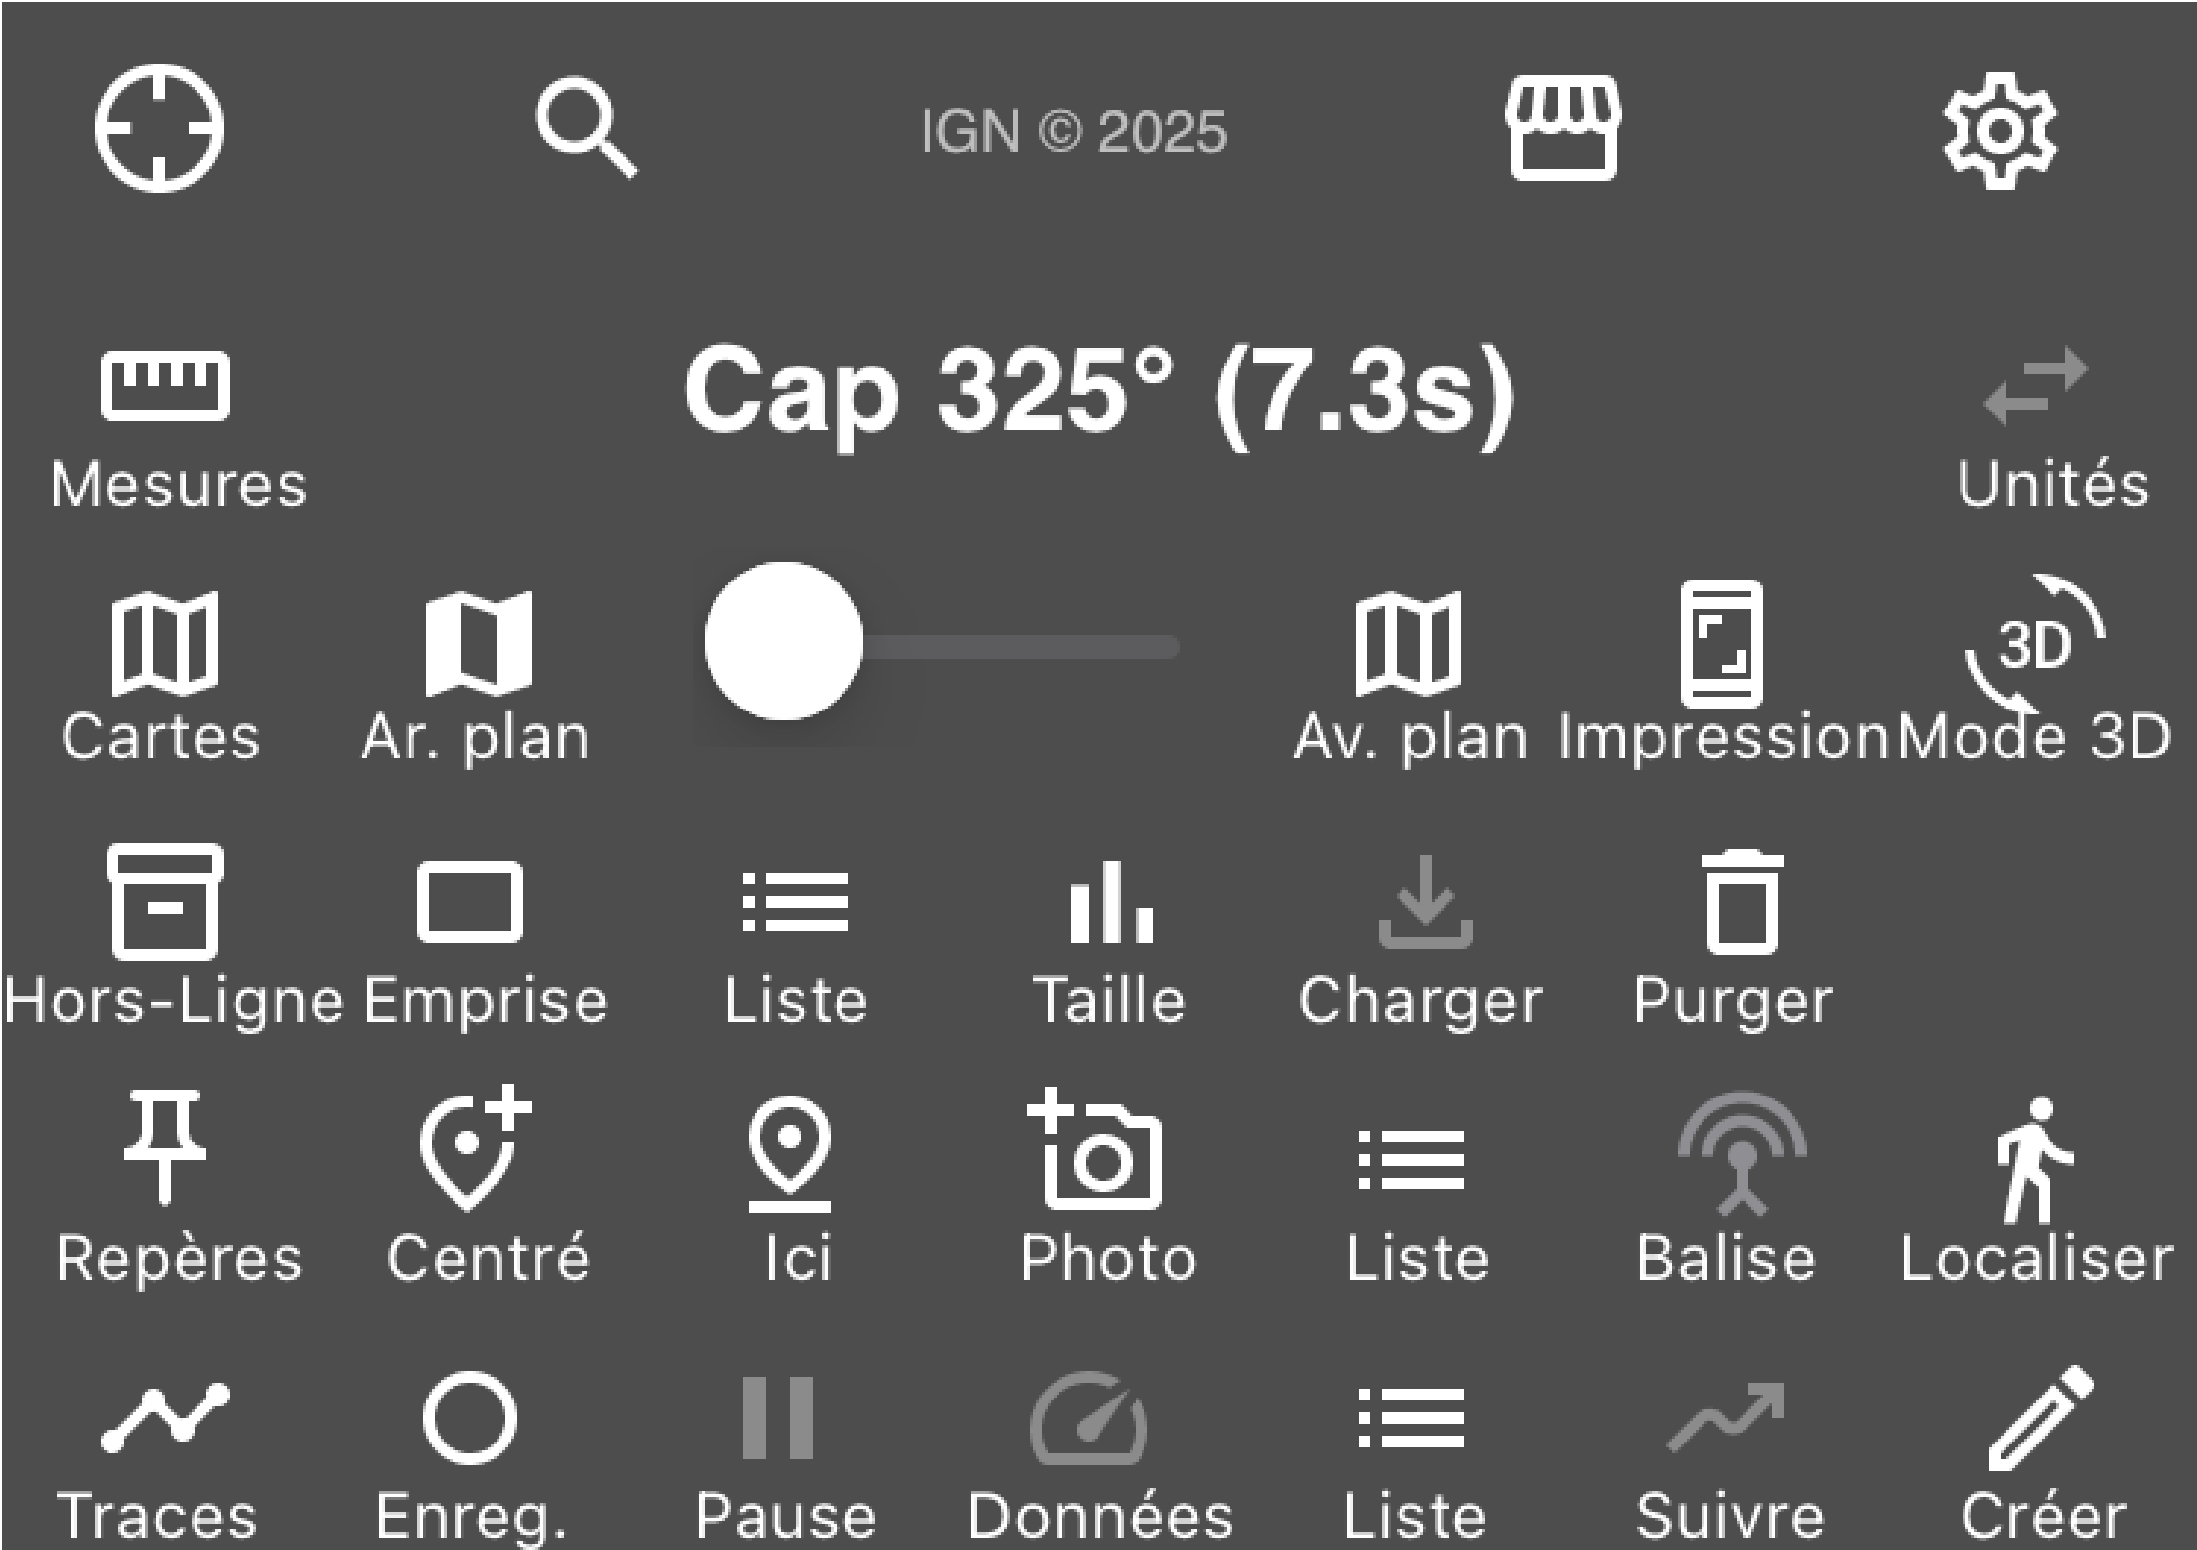 IGN © 2025
Cap 325° (7.3s)
Mesures Unités
3D
Cartes Ar. plan Av. plan Impression Mode 3D
Hors-Ligne Emprise Liste Taille Charger Purger
Repères Centré Ici Photo Liste Balise Localiser
Traces Enreg. Pause Données Liste Suivre Créer